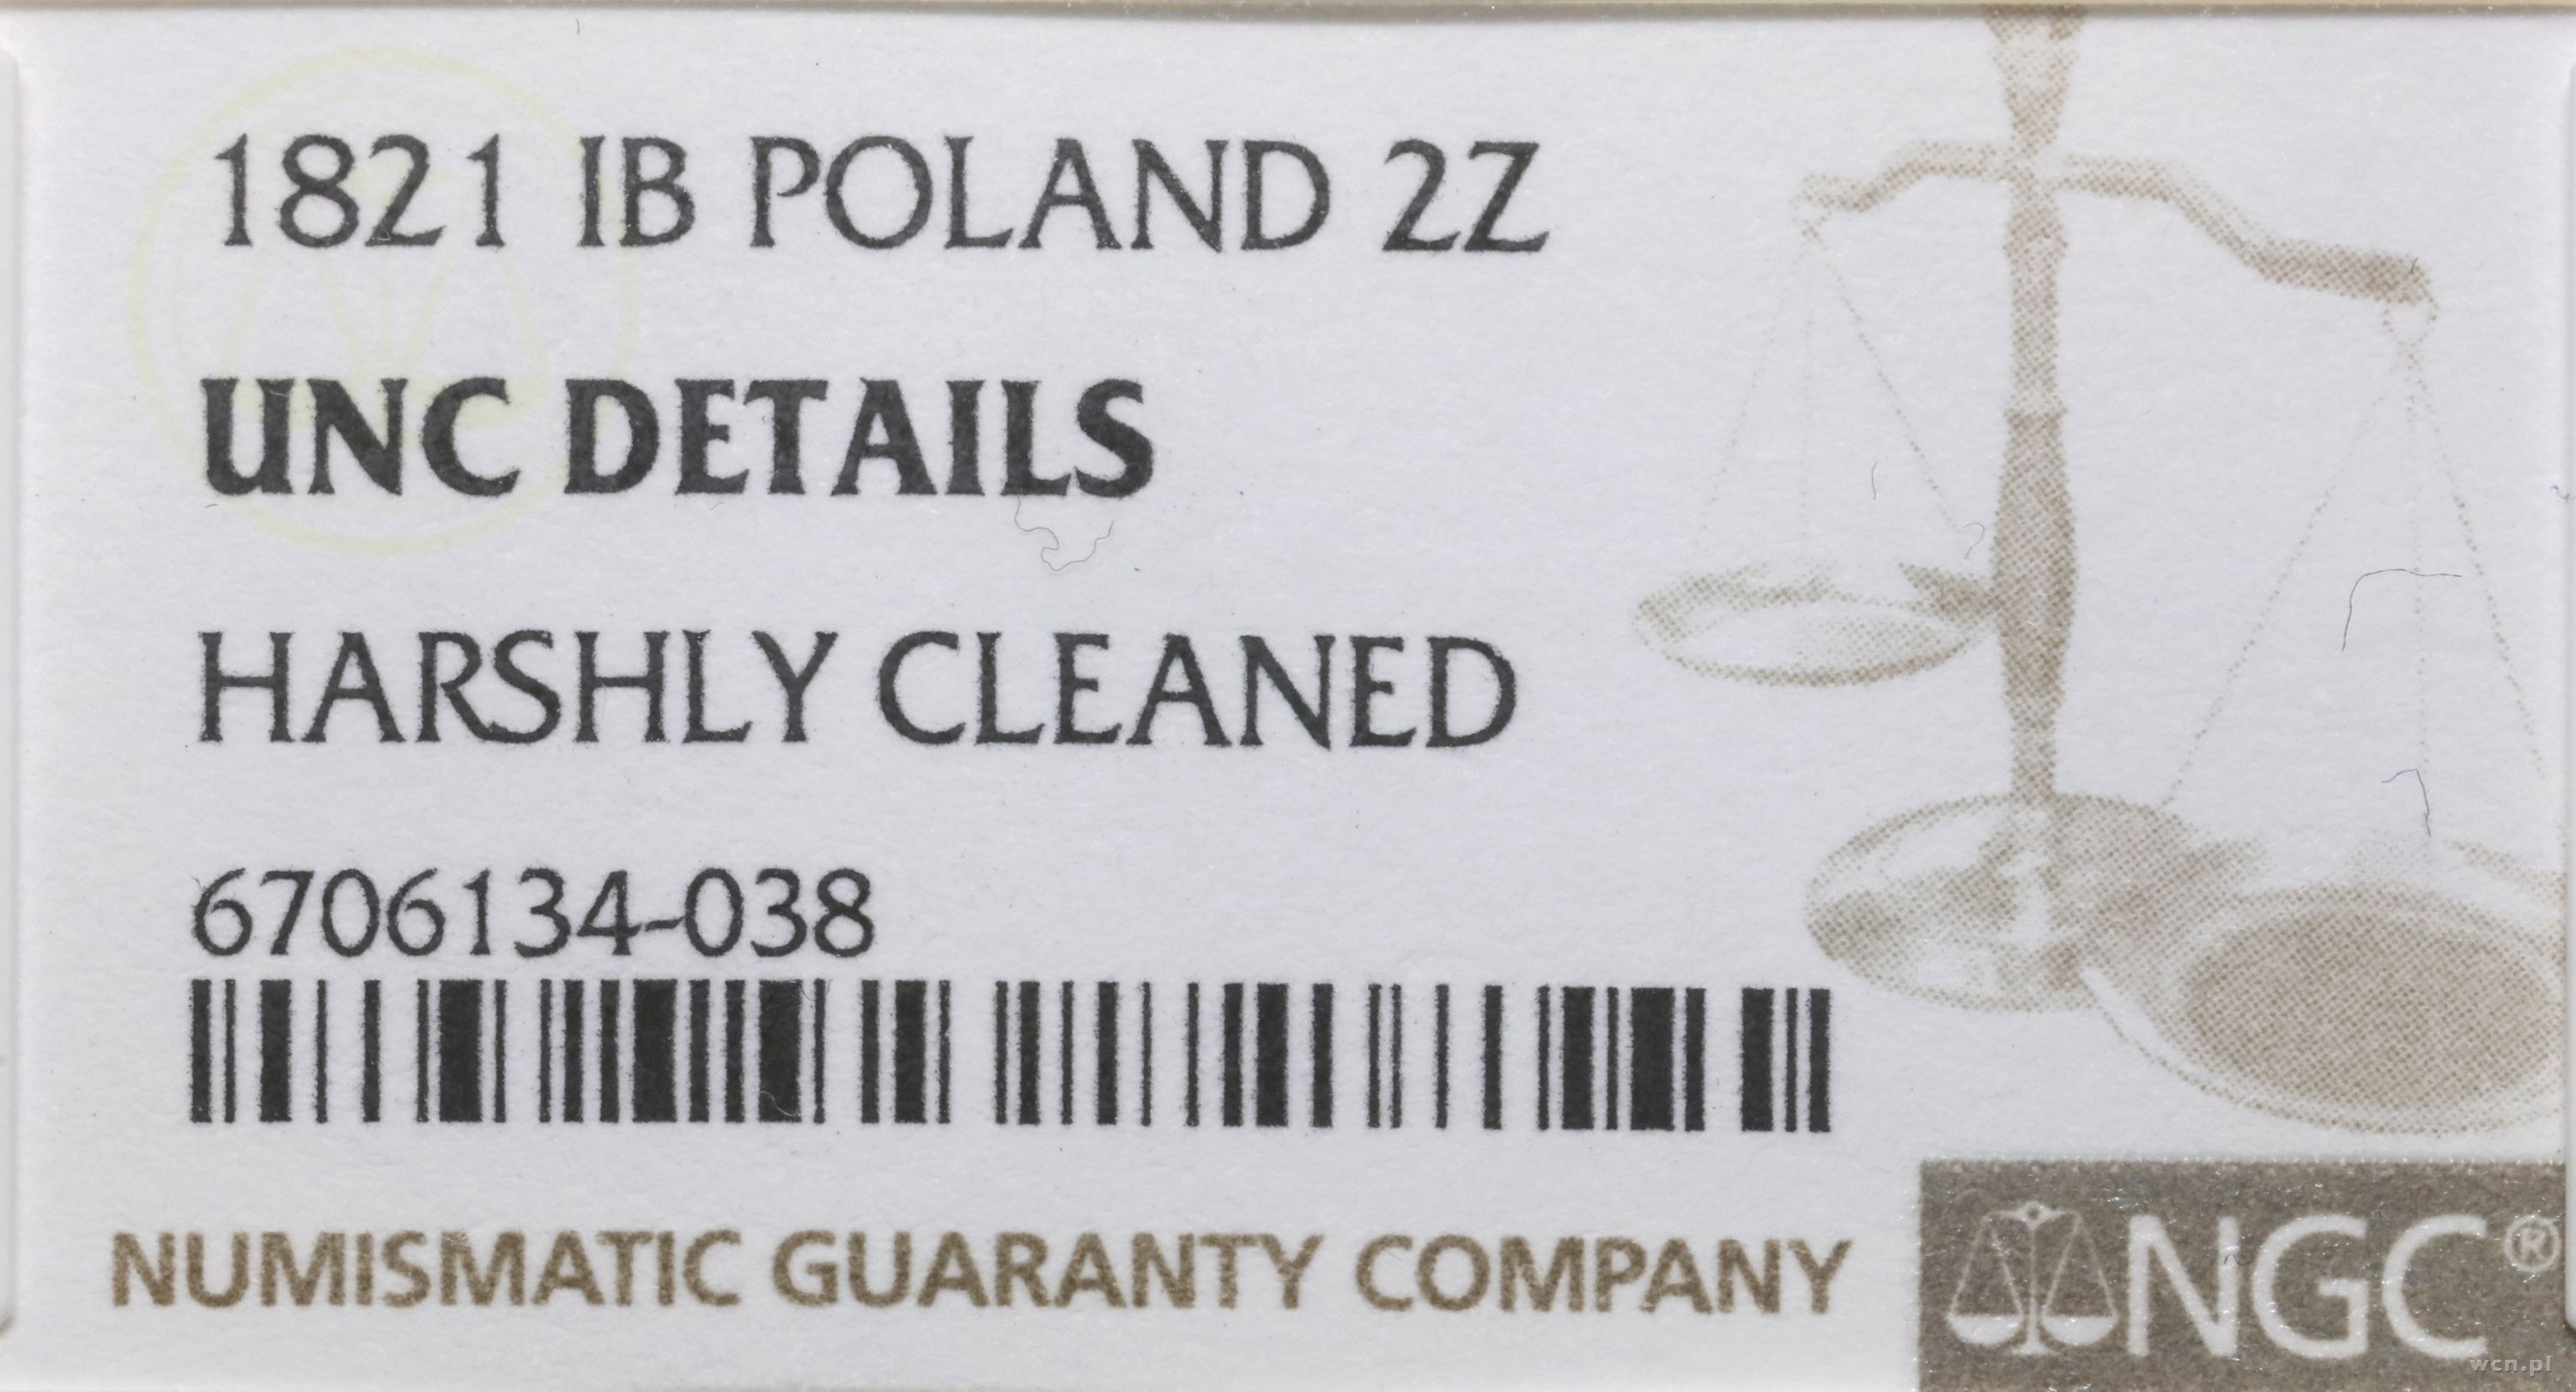 1821 IB POLAND 2Z
UNC DETAILS
HARSHLY CLEANED
6706134-038
NUMISMATIC GUARANTY COMPANY
NGC®
wcn.pl